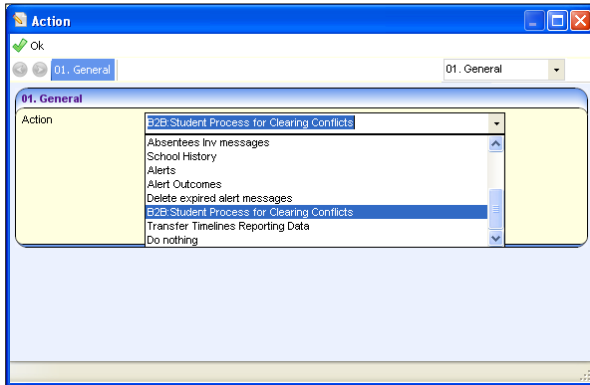 Action
Ok
01. General
01. General
01. General
Action
B2B:Student Process for Clearing Conflicts
Absentees Inv messages
School History
Alerts
Alert Outcomes
Delete expired alert messages
B2B:Student Process for Clearing Conflicts
Transfer Timelines Reporting Data
Do nothing